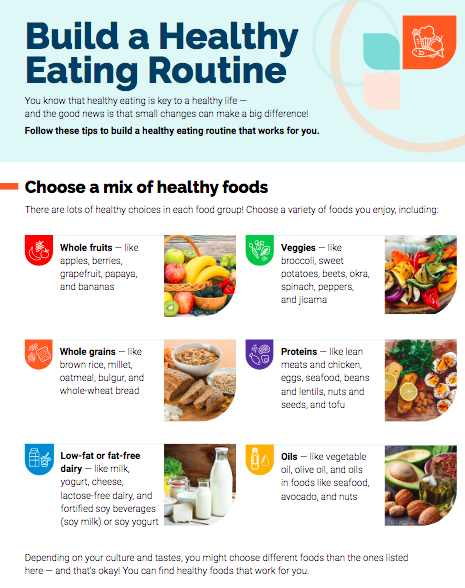 Build a Healthy
Eating Routine
You know that healthy eating is key to a healthy life —
and the good news is that small changes can make a big difference!
Follow these tips to build a healthy eating routine that works for you.
Choose a mix of healthy foods
There are lots of healthy choices in each food group! Choose a variety of foods you enjoy, including:
Whole fruits — like
apples, berries,
grapefruit, papaya,
and bananas
Veggies — like
broccoli, sweet
potatoes, beets, okra,
spinach, peppers,
and jicama
Whole grains — like
brown rice, millet,
oatmeal, bulgur, and
whole-wheat bread
Proteins — like lean
meats and chicken,
eggs, seafood, beans
and lentils, nuts and
seeds, and tofu
Low-fat or fat-free
dairy — like milk,
yogurt, cheese,
lactose-free dairy, and
fortified soy beverages
(soy milk) or soy yogurt
Oils — like vegetable
oil, olive oil, and oils
in foods like seafood,
avocado, and nuts
Depending on your culture and tastes, you might choose different foods than the ones listed
here — and that's okay! You can find healthy foods that work for you.